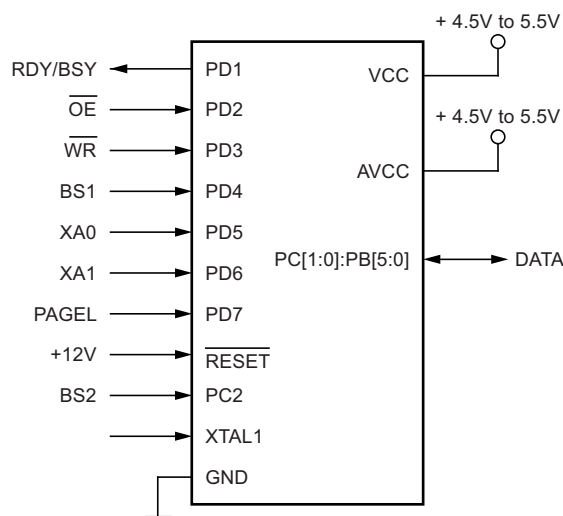 + 4.5V to 5.5V
RDY/BSY PD1 VCC
OE PD2
+ 4.5V to 5.5V
WR PD3
AVCC
BS1 PD4
XA0 PD5
PC[1:0]:PB[5:0] DATA
XA1 PD6
PAGEL PD7
+12V RESET
BS2 PC2
XTAL1
GND